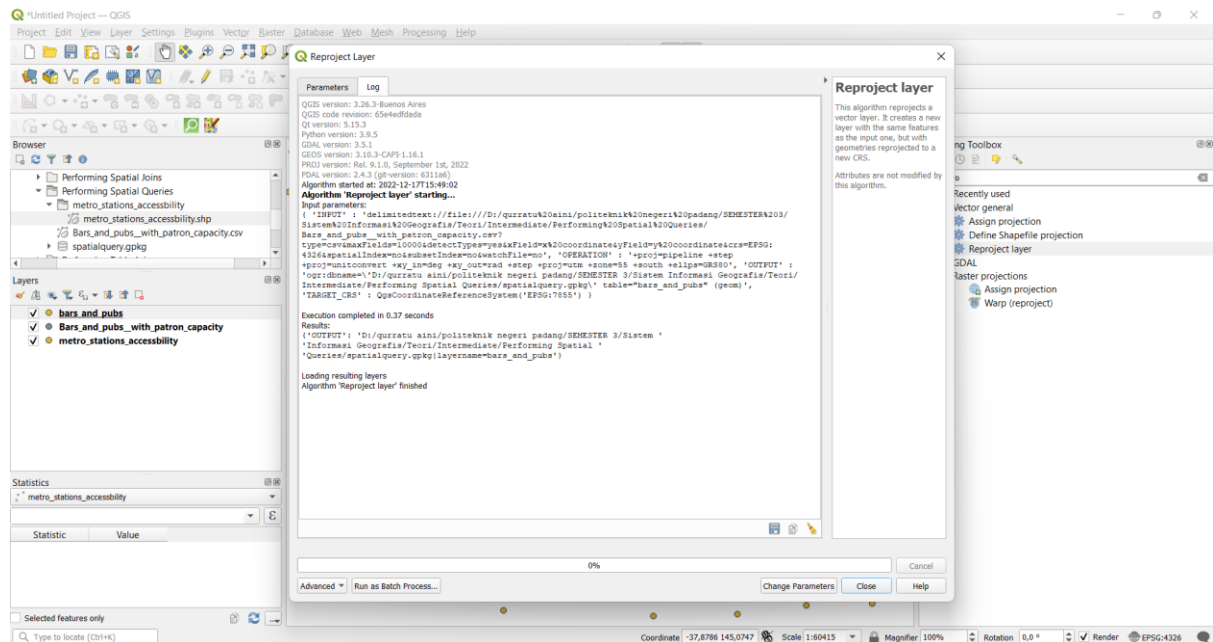 *Untitled Project — QGIS
Project Edit View Layer Settings Plugins Vector Raster Database Web Mesh Processing Help
Reproject Layer
Parameters Log
QGIS version: 3.26.3-Buenos Aires
QGIS code revision: 65e4edfdada
Qt version: 5.15.3
Python version: 3.9.5
GDAL version: 3.5.1
GEOS version: 3.10.3-CAPI-1.16.1
PROJ version: Rel. 9.1.0, September 1st, 2022
PDAL version: 2.4.3 (git-version: 6311a6)
Algorithm started at: 2022-12-17T15:49:02
Algorithm 'Reproject layer' starting…
Input parameters:
{ 'INPUT' : 'delimitedtext://file:///D:/qurratu%20aini/politeknik%20negeri%20padang/SEMESTER%203/
Sistem%20Informasi%20Geografis/Teori/Intermediate/Performing%20Spatial%20Queries/
Bars_and_pubs__with_patron_capacity.csv?
type=csv&maxFields=10000&detectTypes=yes&xField=x%20coordinate&yField=y%20coordinate&crs=EPSG:
4326&spatialIndex=no&subsetIndex=no&watchFile=no', 'OPERATION' : '+proj=pipeline +step
+proj=unitconvert +xy_in=deg +xy_out=rad +step +proj=utm +zone=55 +south +ellps=GRS80', 'OUTPUT' :
'ogr:dbname=\'D:/qurratu aini/politeknik negeri padang/SEMESTER 3/Sistem Informasi Geografis/Teori/
Intermediate/Performing Spatial Queries/spatialquery.gpkg\' table="bars_and_pubs" (geom)',
'TARGET_CRS' : QgsCoordinateReferenceSystem('EPSG:7855') }
Execution completed in 0.37 seconds
Results:
{'OUTPUT': 'D:/qurratu aini/politeknik negeri padang/SEMESTER 3/Sistem '
'Informasi Geografis/Teori/Intermediate/Performing Spatial '
'Queries/spatialquery.gpkg|layername=bars_and_pubs'}
Loading resulting layers
Algorithm 'Reproject layer' finished
Reproject layer
This algorithm reprojects a
vector layer. It creates a new
layer with the same features
as the input one, but with
geometries reprojected to a
new CRS.
Attributes are not modified by
this algorithm.
0%
Cancel
Advanced Run as Batch Process… Change Parameters Close Help
Browser
Performing Spatial Joins
Performing Spatial Queries
metro_stations_accessbility
metro_stations_accessbility.shp
Bars_and_pubs__with_patron_capacity.csv
spatialquery.gpkg
Layers
bars_and_pubs
Bars_and_pubs__with_patron_capacity
metro_stations_accessbility
Statistics
metro_stations_accessbility
ε
Statistic Value
Selected features only
ng Toolbox
Recently used
Vector general
Assign projection
Define Shapefile projection
Reproject layer
GDAL
Raster projections
Assign projection
Warp (reproject)
Type to locate (Ctrl+K) Coordinate -37,8786 145,0747 Scale 1:60415 Magnifier 100% Rotation 0,0 ° Render EPSG:4326